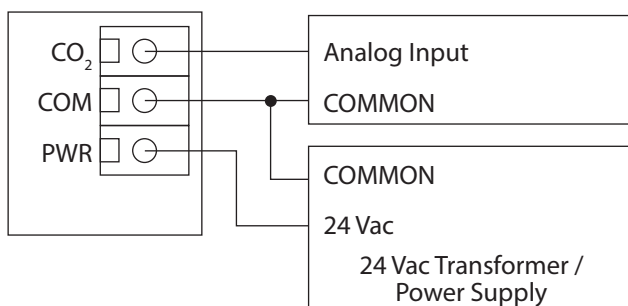 CO₂
COM
PWR
Analog Input
COMMON
COMMON
24 Vac
24 Vac Transformer /
Power Supply